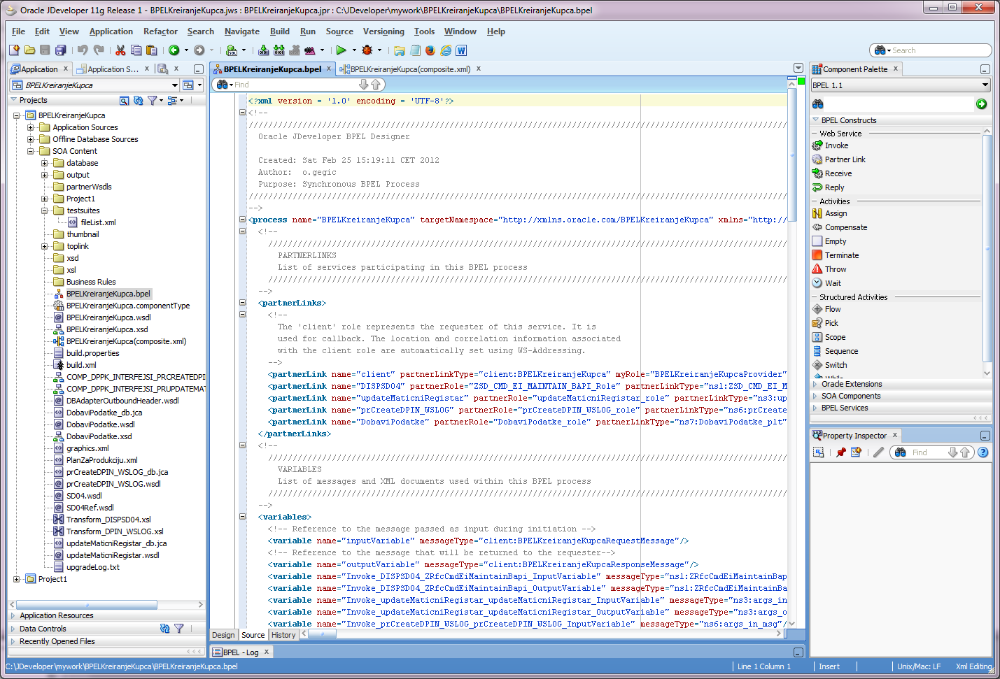 Oracle JDeveloper 11g Release 1 - BPELKreiranjeKupca.jws : BPELKreiranjeKupca.jpr : C:\JDeveloper\mywork\BPELKreiranjeKupca\BPELKreiranjeKupca.bpel
File Edit View Application Refactor Search Navigate Build Run Source Versioning Tools Window Help
Search
Application
Application S...
BPELKreiranjeKupca
Projects
BPELKreiranjeKupca
Application Sources
Offline Database Sources
SOA Content
database
output
partnerWsdls
Project1
testsuites
fileList.xml
thumbnail
toplink
xsd
xsl
Business Rules
BPELKreiranjeKupca.bpel
BPELKreiranjeKupca.componentType
BPELKreiranjeKupca.wsdl
BPELKreiranjeKupca.xsd
BPELKreiranjeKupca(composite.xml)
build.properties
build.xml
COMP_DPPK_INTERFEJSI_PRCREATEDPI
COMP_DPPK_INTERFEJSI_PRUPDATEMAT
DBAdapterOutboundHeader.wsdl
DobaviPodatke_db.jca
DobaviPodatke.wsdl
DobaviPodatke.xsd
graphics.xml
PlanZaProdukciju.xml
prCreateDPIN_WSLOG_db.jca
prCreateDPIN_WSLOG.wsdl
SD04.wsdl
SD04Ref.wsdl
Transform_DISPSD04.xsl
Transform_DPIN_WSLOG.xsl
updateMaticniRegistar_db.jca
updateMaticniRegistar.wsdl
upgradeLog.txt
Project1
Application Resources
Data Controls
Recently Opened Files
BPELKreiranjeKupca.bpel
BPELKreiranjeKupca(composite.xml)
Find
<?xml version = '1.0' encoding = 'UTF-8'?>
<!--
//////////////////////////////////////////////////////////////////////////////////////////////////////////////
Oracle JDeveloper BPEL Designer
Created: Sat Feb 25 15:19:11 CET 2012
Author: o.gegic
Purpose: Synchronous BPEL Process
//////////////////////////////////////////////////////////////////////////////////////////////////////////////
-->
<process name="BPELKreiranjeKupca" targetNamespace="http://xmlns.oracle.com/BPELKreiranjeKupca" xmlns="http://
<!--
//////////////////////////////////////////////////////////////////////////////////////////////////////////
PARTNERLINKS
List of services participating in this BPEL process
//////////////////////////////////////////////////////////////////////////////////////////////////////////
-->
<partnerLinks>
<!--
The 'client' role represents the requester of this service. It is
used for callback. The location and correlation information associated
with the client role are automatically set using WS-Addressing.
-->
<partnerLink name="client" partnerLinkType="client:BPELKreiranjeKupca" myRole="BPELKreiranjeKupcaProvider"
<partnerLink name="DISPSD04" partnerRole="ZSD_CMD_EI_MAINTAIN_BAPI_Role" partnerLinkType="ns1:ZSD_CMD_EI_M
<partnerLink name="updateMaticniRegistar" partnerRole="updateMaticniRegistar_role" partnerLinkType="ns3:up
<partnerLink name="prCreateDPIN_WSLOG" partnerRole="prCreateDPIN_WSLOG_role" partnerLinkType="ns6:prCreate
<partnerLink name="DobaviPodatke" partnerRole="DobaviPodatke_role" partnerLinkType="ns7:DobaviPodatke_plt"
</partnerLinks>
<!--
//////////////////////////////////////////////////////////////////////////////////////////////////////////
VARIABLES
List of messages and XML documents used within this BPEL process
//////////////////////////////////////////////////////////////////////////////////////////////////////////
-->
<variables>
<!-- Reference to the message passed as input during initiation -->
<variable name="inputVariable" messageType="client:BPELKreiranjeKupcaRequestMessage"/>
<!-- Reference to the message that will be returned to the requester-->
<variable name="outputVariable" messageType="client:BPELKreiranjeKupcaResponseMessage"/>
<variable name="Invoke_DISPSD04_ZRfcCmdEiMaintainBapi_InputVariable" messageType="ns1:ZRfcCmdEiMaintainBap
<variable name="Invoke_DISPSD04_ZRfcCmdEiMaintainBapi_OutputVariable" messageType="ns1:ZRfcCmdEiMaintainBa
<variable name="Invoke_updateMaticniRegistar_updateMaticniRegistar_InputVariable" messageType="ns3:args_in
<variable name="Invoke_updateMaticniRegistar_updateMaticniRegistar_OutputVariable" messageType="ns3:args_o
<variable name="Invoke_prCreateDPIN_WSLOG_prCreateDPIN_WSLOG_InputVariable" messageType="ns6:args_in_msg"/
Design Source History
BPEL - Log
Component Palette
BPEL 1.1
BPEL Constructs
Web Service
Invoke
Partner Link
Receive
Reply
Activities
Assign
Compensate
Empty
Terminate
Throw
Wait
Structured Activities
Flow
Pick
Scope
Sequence
Switch
While
Oracle Extensions
SOA Components
BPEL Services
Property Inspector
Find
C:\JDeveloper\mywork\BPELKreiranjeKupca\BPELKreiranjeKupca.bpel
Line 1 Column 1
Insert
Unix/Mac: LF
Xml Editing